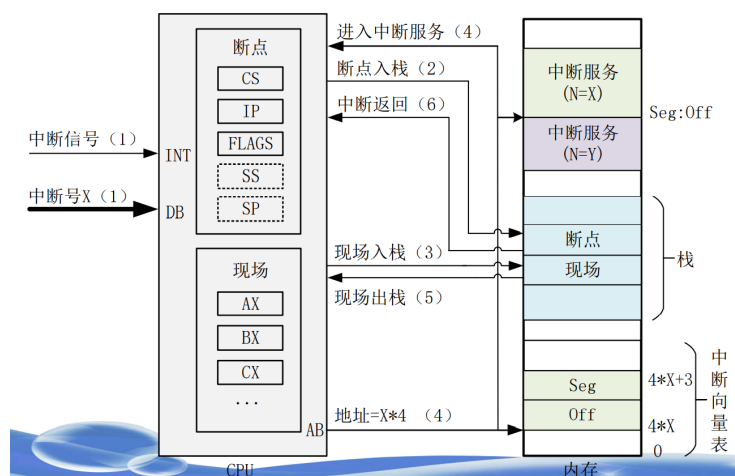 断点
CS
IP
FLAGS
SS
SP
现场
AX
BX
CX
...
中断信号（1）
INT
中断号X（1）
DB
AB
CPU
进入中断服务（4）
断点入栈（2）
中断返回（6）
现场入栈（3）
现场出栈（5）
地址=X*4 （4）
中断服务
(N=X)
中断服务
(N=Y)
Seg:Off
断点
现场
栈
Seg
Off
4*X+3
4*X
0
中断向量表
内存